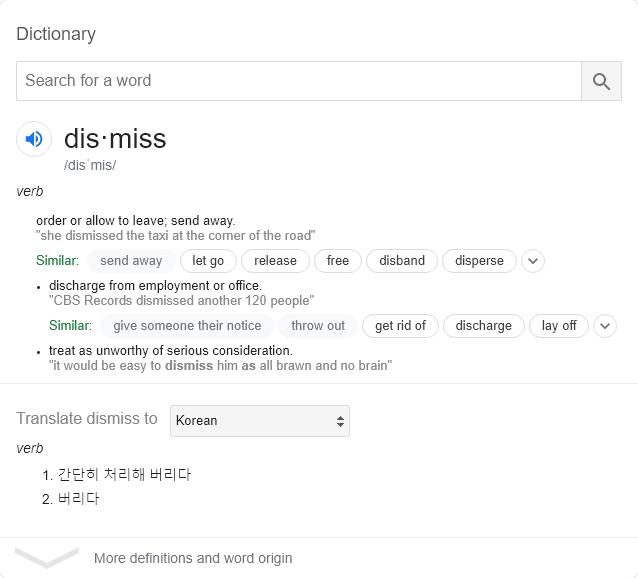 Dictionary
Search for a word
dis·miss
/disˈmis/
verb
order or allow to leave; send away.
"she dismissed the taxi at the corner of the road"
Similar: send away let go release free disband disperse
• discharge from employment or office.
"CBS Records dismissed another 120 people"
Similar: give someone their notice throw out get rid of discharge lay off
• treat as unworthy of serious consideration.
"it would be easy to dismiss him as all brawn and no brain"
Translate dismiss to Korean
verb
1. 간단히 처리해 버리다
2. 버리다
More definitions and word origin